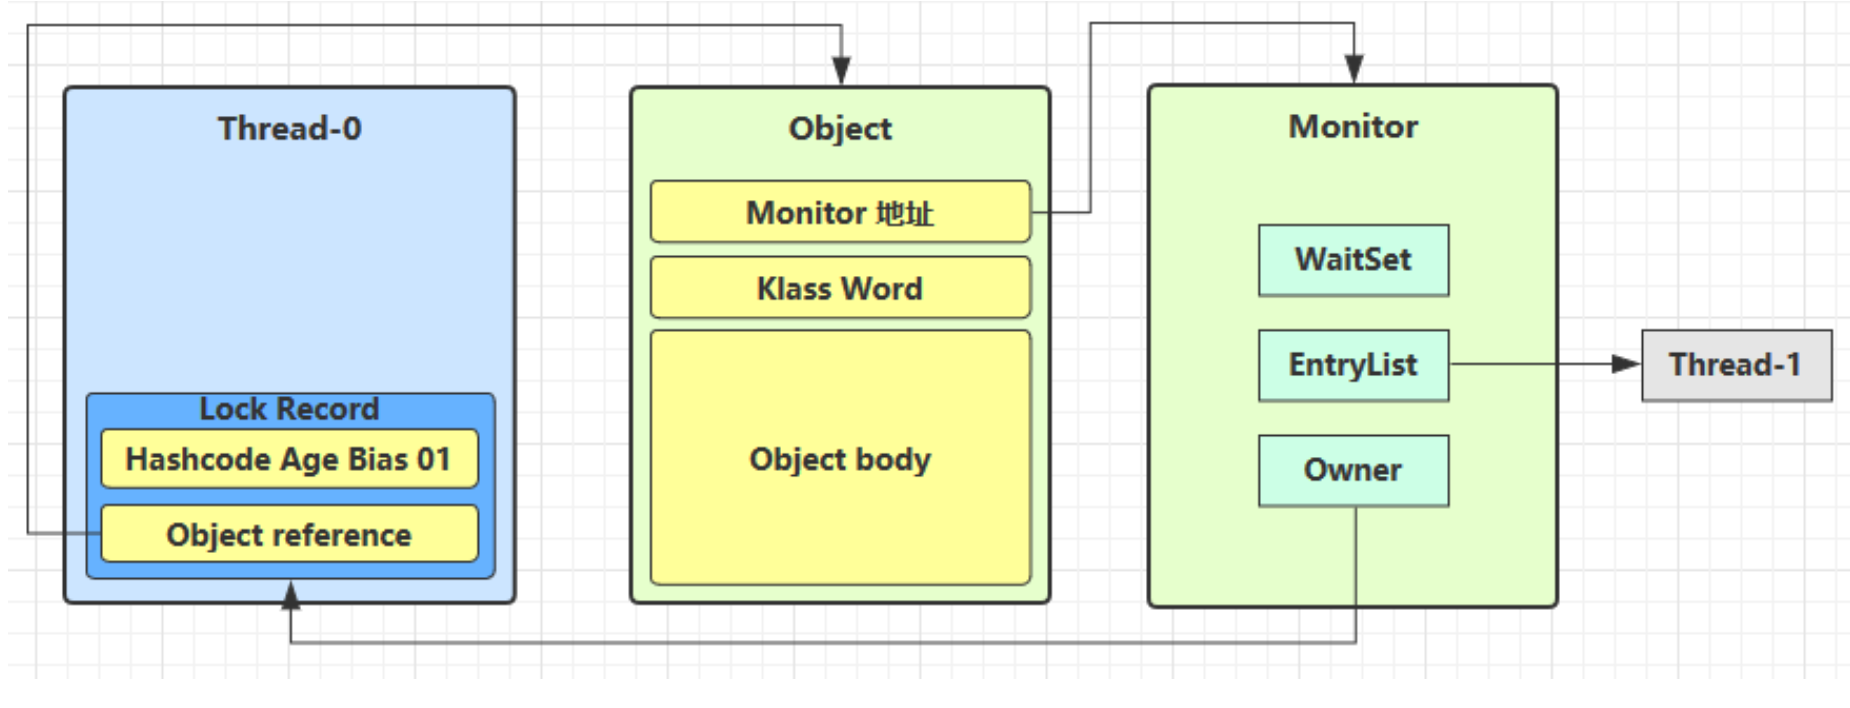 Thread-0
Lock Record
Hashcode Age Bias 01
Object reference
Object
Monitor 地址
Klass Word
Object body
Monitor
WaitSet
EntryList
Owner
Thread-1